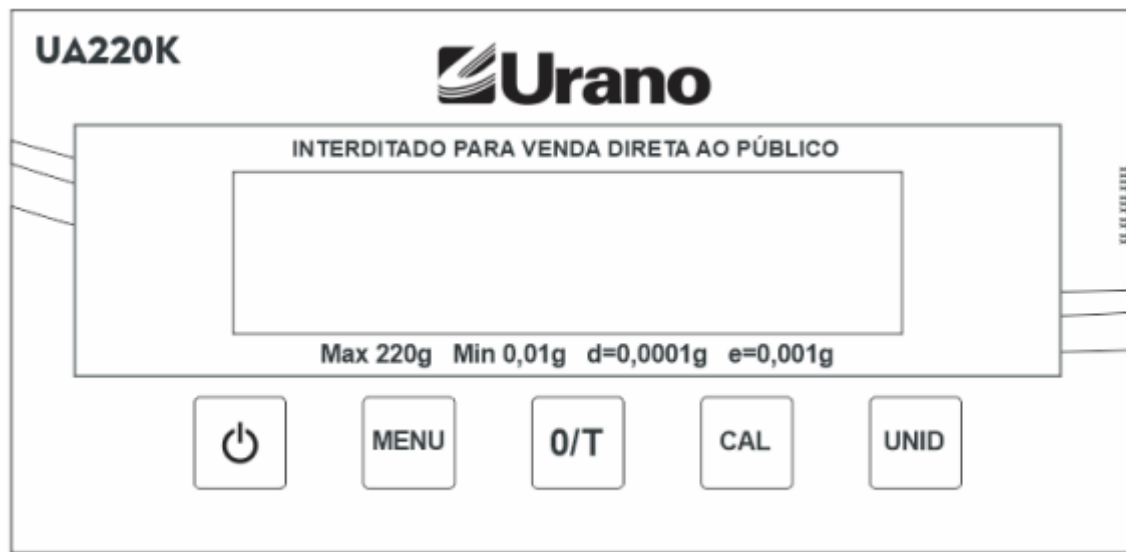 UA220K
Urano
INTERDITADO PARA VENDA DIRETA AO PÚBLICO
Max 220g Min 0,01g d=0,0001g e=0,001g
MENU 0/T CAL UNID